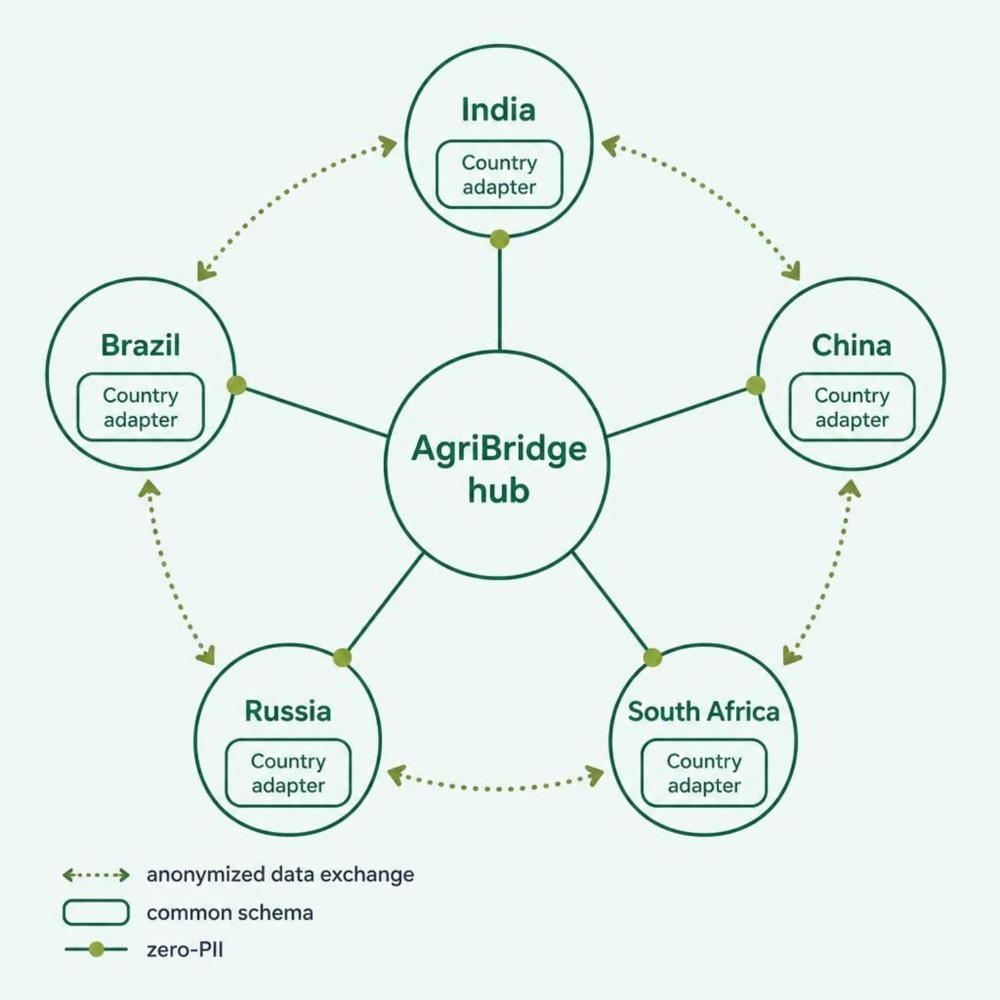 India
Country
adapter
Brazil
Country
adapter
China
Country
adapter
AgriBridge
hub
Russia
Country
adapter
South Africa
Country
adapter
anonymized data exchange
common schema
zero-PII